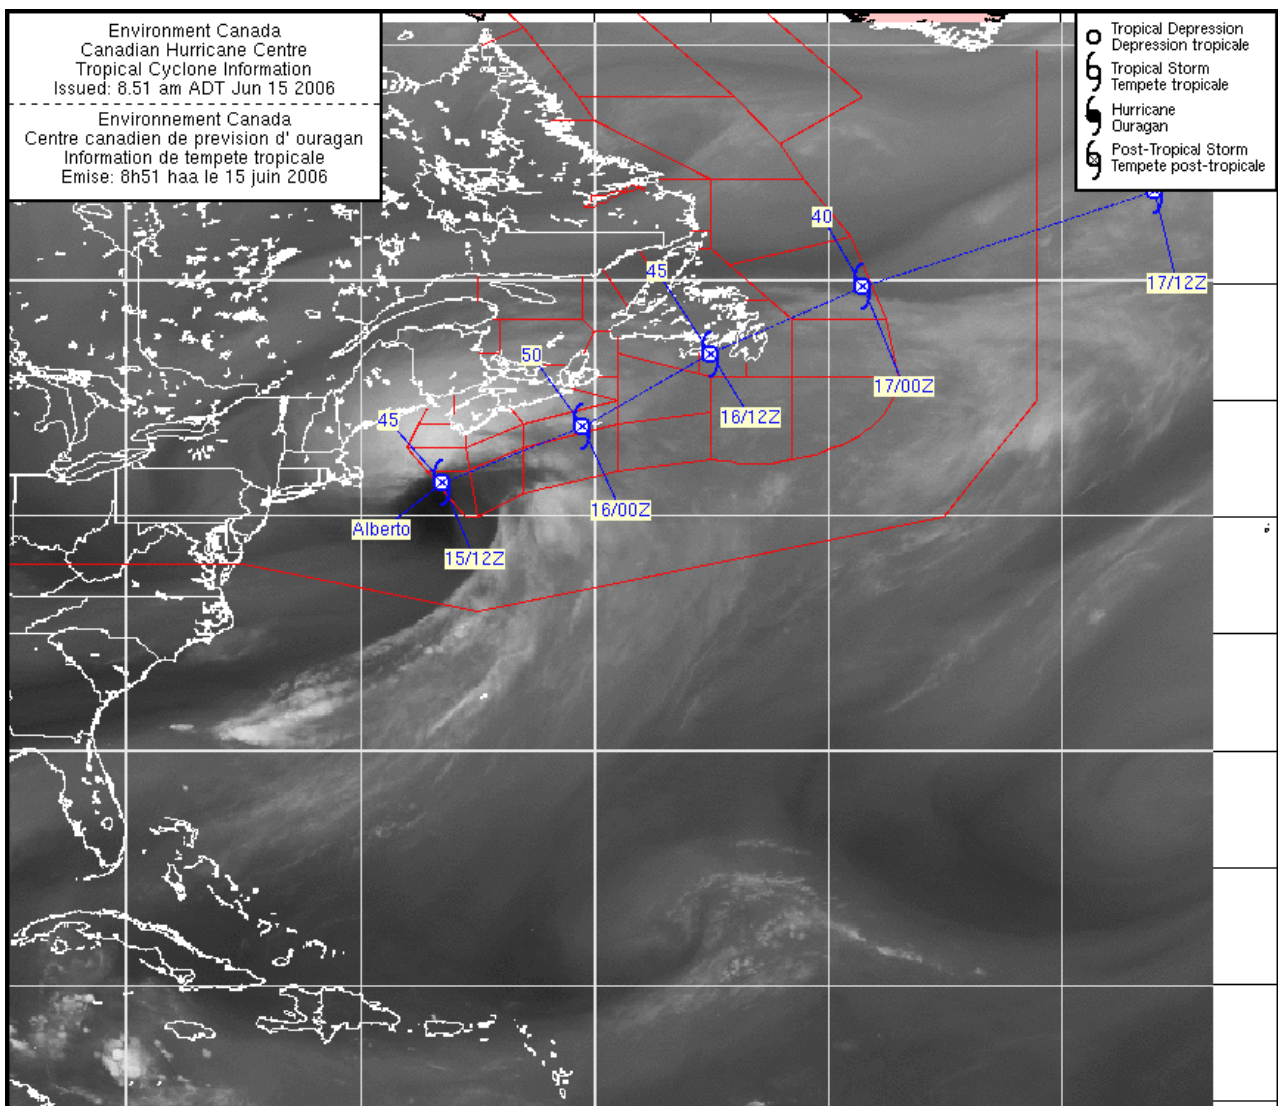 Environment Canada
Canadian Hurricane Centre
Tropical Cyclone Information
Issued: 8.51 am ADT Jun 15 2006
Environnement Canada
Centre canadien de prevision d' ouragan
Information de tempete tropicale
Emise: 8h51 haa le 15 juin 2006
Tropical Depression
Depression tropicale
Tropical Storm
Tempete tropicale
Hurricane
Ouragan
Post-Tropical Storm
Tempete post-tropicale
40
45
17/12Z
50
17/00Z
16/12Z
45
16/00Z
Alberto
15/12Z